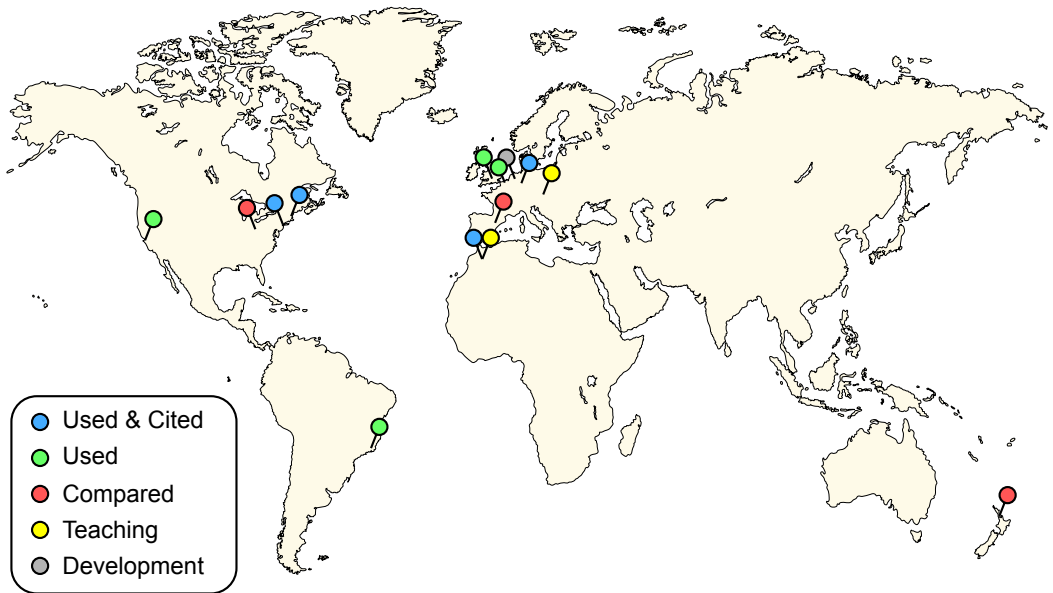 Used & Cited
Used
Compared
Teaching
Development